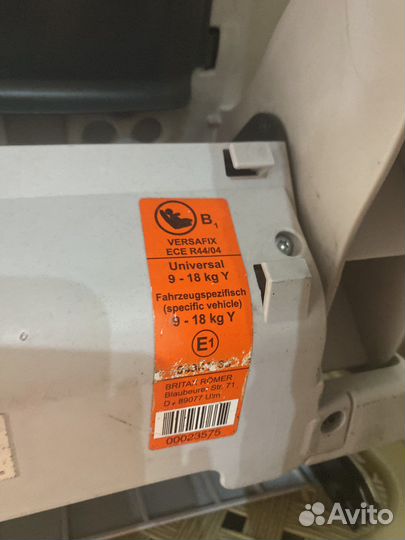 B1
VERSAFIX
ECE R44/04
Universal
9 - 18 kg Y
Fahrzeugspezifisch
(specific vehicle)
9 - 18 kg Y
E1
BRITAX RÖMER
Blaubeurer Str. 71
D - 89077 Ulm
00023575
Avito